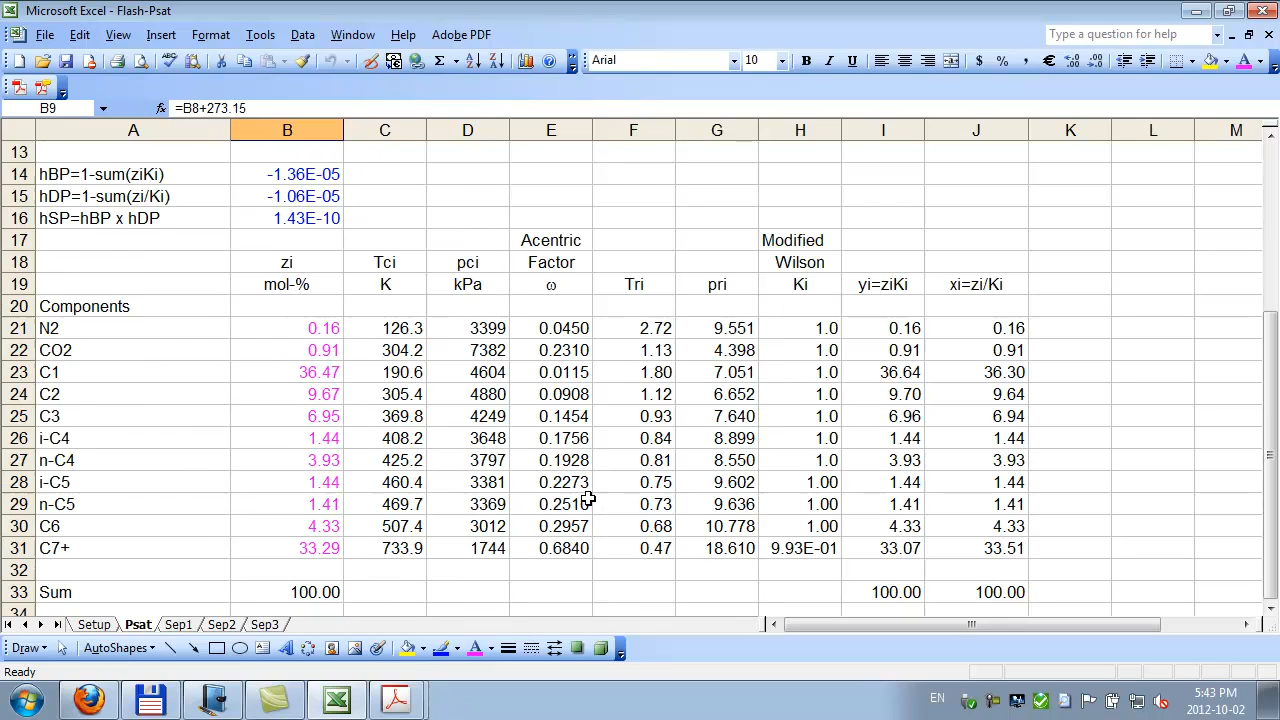 Microsoft Excel - Flash-Psat
File Edit View Insert Format Tools Data Window Help Adobe PDF Type a question for help
Arial 10 B I U $ % , €
B9 fx =B8+273.15
A B C D E F G H I J K L M
13
14 hBP=1-sum(ziKi) -1.36E-05
15 hDP=1-sum(zi/Ki) -1.06E-05
16 hSP=hBP x hDP 1.43E-10
17 Acentric Modified
18 zi Tci pci Factor Wilson
19 mol-% K kPa ω Tri pri Ki yi=ziKi xi=zi/Ki
20 Components
21 N2 0.16 126.3 3399 0.0450 2.72 9.551 1.0 0.16 0.16
22 CO2 0.91 304.2 7382 0.2310 1.13 4.398 1.0 0.91 0.91
23 C1 36.47 190.6 4604 0.0115 1.80 7.051 1.0 36.64 36.30
24 C2 9.67 305.4 4880 0.0908 1.12 6.652 1.0 9.70 9.64
25 C3 6.95 369.8 4249 0.1454 0.93 7.640 1.0 6.96 6.94
26 i-C4 1.44 408.2 3648 0.1756 0.84 8.899 1.0 1.44 1.44
27 n-C4 3.93 425.2 3797 0.1928 0.81 8.550 1.0 3.93 3.93
28 i-C5 1.44 460.4 3381 0.2273 0.75 9.602 1.00 1.44 1.44
29 n-C5 1.41 469.7 3369 0.73 9.636 1.00 1.41 1.41
30 C6 4.33 507.4 3012 0.2957 0.68 10.778 1.00 4.33 4.33
31 C7+ 33.29 733.9 1744 0.6840 0.47 18.610 9.93E-01 33.07 33.51
32
33 Sum 100.00 100.00 100.00
34
Setup Psat Sep1 Sep2 Sep3
Draw AutoShapes
Ready
EN 5:43 PM
2012-10-02